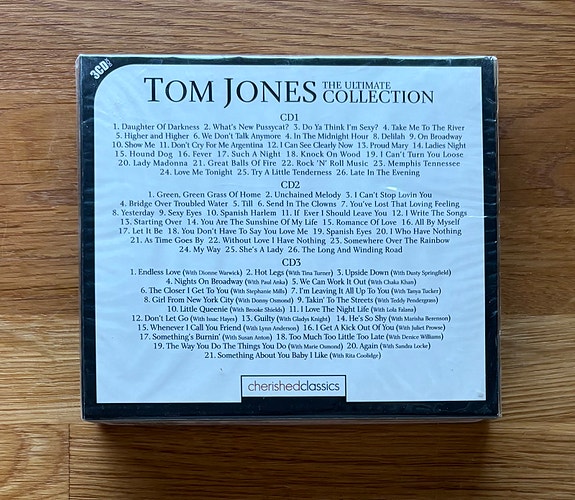 3CDs
TOM JONES THE ULTIMATE COLLECTION
CD1
1. Daughter Of Darkness 2. What's New Pussycat? 3. Do Ya Think I'm Sexy? 4. Take Me To The River
5. Higher and Higher 6. We Don't Talk Anymore 4. In The Midnight Hour 8. Delilah 9. On Broadway
10. Show Me 11. Don't Cry For Me Argentina 12. I Can See Clearly Now 13. Proud Mary 14. Ladies Night
15. Hound Dog 16. Fever 17. Such A Night 18. Knock On Wood 19. I Can't Turn You Loose
20. Lady Madonna 21. Great Balls Of Fire 22. Rock 'N' Roll Music 23. Memphis Tennessee
24. Love Me Tonight 25. Try A Little Tenderness 26. Late In The Evening
CD2
1. Green, Green Grass Of Home 2. Unchained Melody 3. I Can't Stop Lovin You
4. Bridge Over Troubled Water 5. Till 6. Send In The Clowns 7. You've Lost That Loving Feeling
8. Yesterday 9. Sexy Eyes 10. Spanish Harlem 11. If Ever I Should Leave You 12. I Write The Songs
13. Starting Over 14. You Are The Sunshine Of My Life 15. Romance Of Love 16. All By Myself
17. Let It Be 18. You Don't Have To Say You Love Me 19. Spanish Eyes 20. I Who Have Nothing
21. As Time Goes By 22. Without Love I Have Nothing 23. Somewhere Over The Rainbow
24. My Way 25. She's A Lady 26. The Long And Winding Road
CD3
1. Endless Love (With Dionne Warwick) 2. Hot Legs (With Tina Turner) 3. Upside Down (With Dusty Springfield)
4. Nights On Broadway (With Paul Anka) 5. We Can Work It Out (With Chaka Khan)
6. The Closer I Get To You (With Stephanie Mills) 7. I'm Leaving It All Up To You (With Tanya Tucker)
8. Girl From New York City (With Donny Osmond) 9. Takin' To The Streets (With Teddy Pendergrass)
10. Little Queenie (With Brooke Shields) 11. I Love The Night Life (With Lola Falana)
12. Don't Let Go (With Issac Hayes) 13. Guilty (With Gladys Knight) 14. He's So Shy (With Marisha Berenson)
15. Whenever I Call You Friend (With Lynn Anderson) 16. I Get A Kick Out Of You (With Juliet Prowse)
17. Something's Burnin' (With Susan Anton) 18. Too Much Too Little Too Late (With Denice Williams)
19. The Way You Do The Things You Do (With Marie Osmond) 20. Again (With Sandra Locke)
21. Something About You Baby I Like (With Rita Coolidge)
cherishedclassics